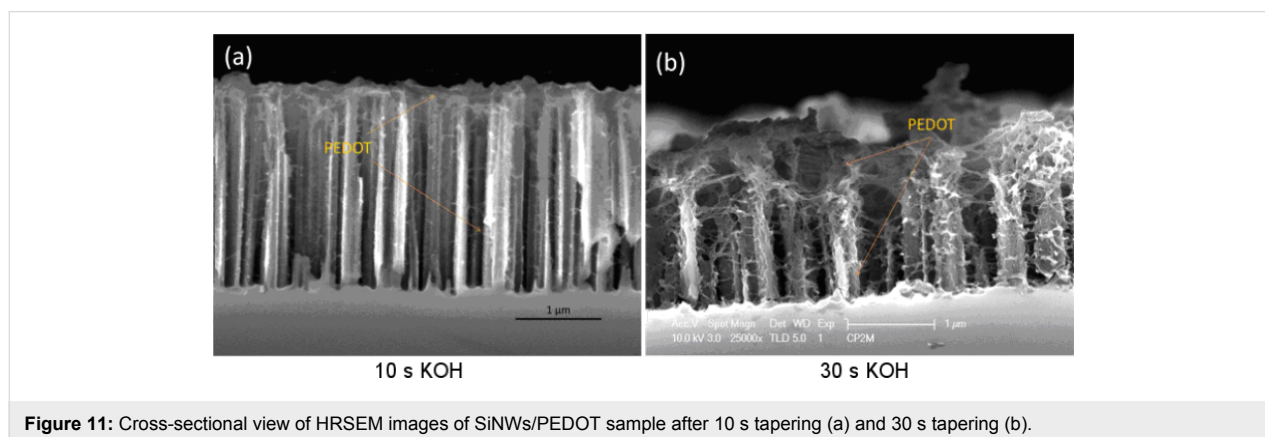 (a)
PEDOT
1 μm
(b)
PEDOT
Acc.V Spot Magn Det WD Exp 1 μm
10.0 kV 3.0 25000x TLD 5.0 1 CP2M
10 s KOH
30 s KOH
Figure 11: Cross-sectional view of HRSEM images of SiNWs/PEDOT sample after 10 s tapering (a) and 30 s tapering (b).